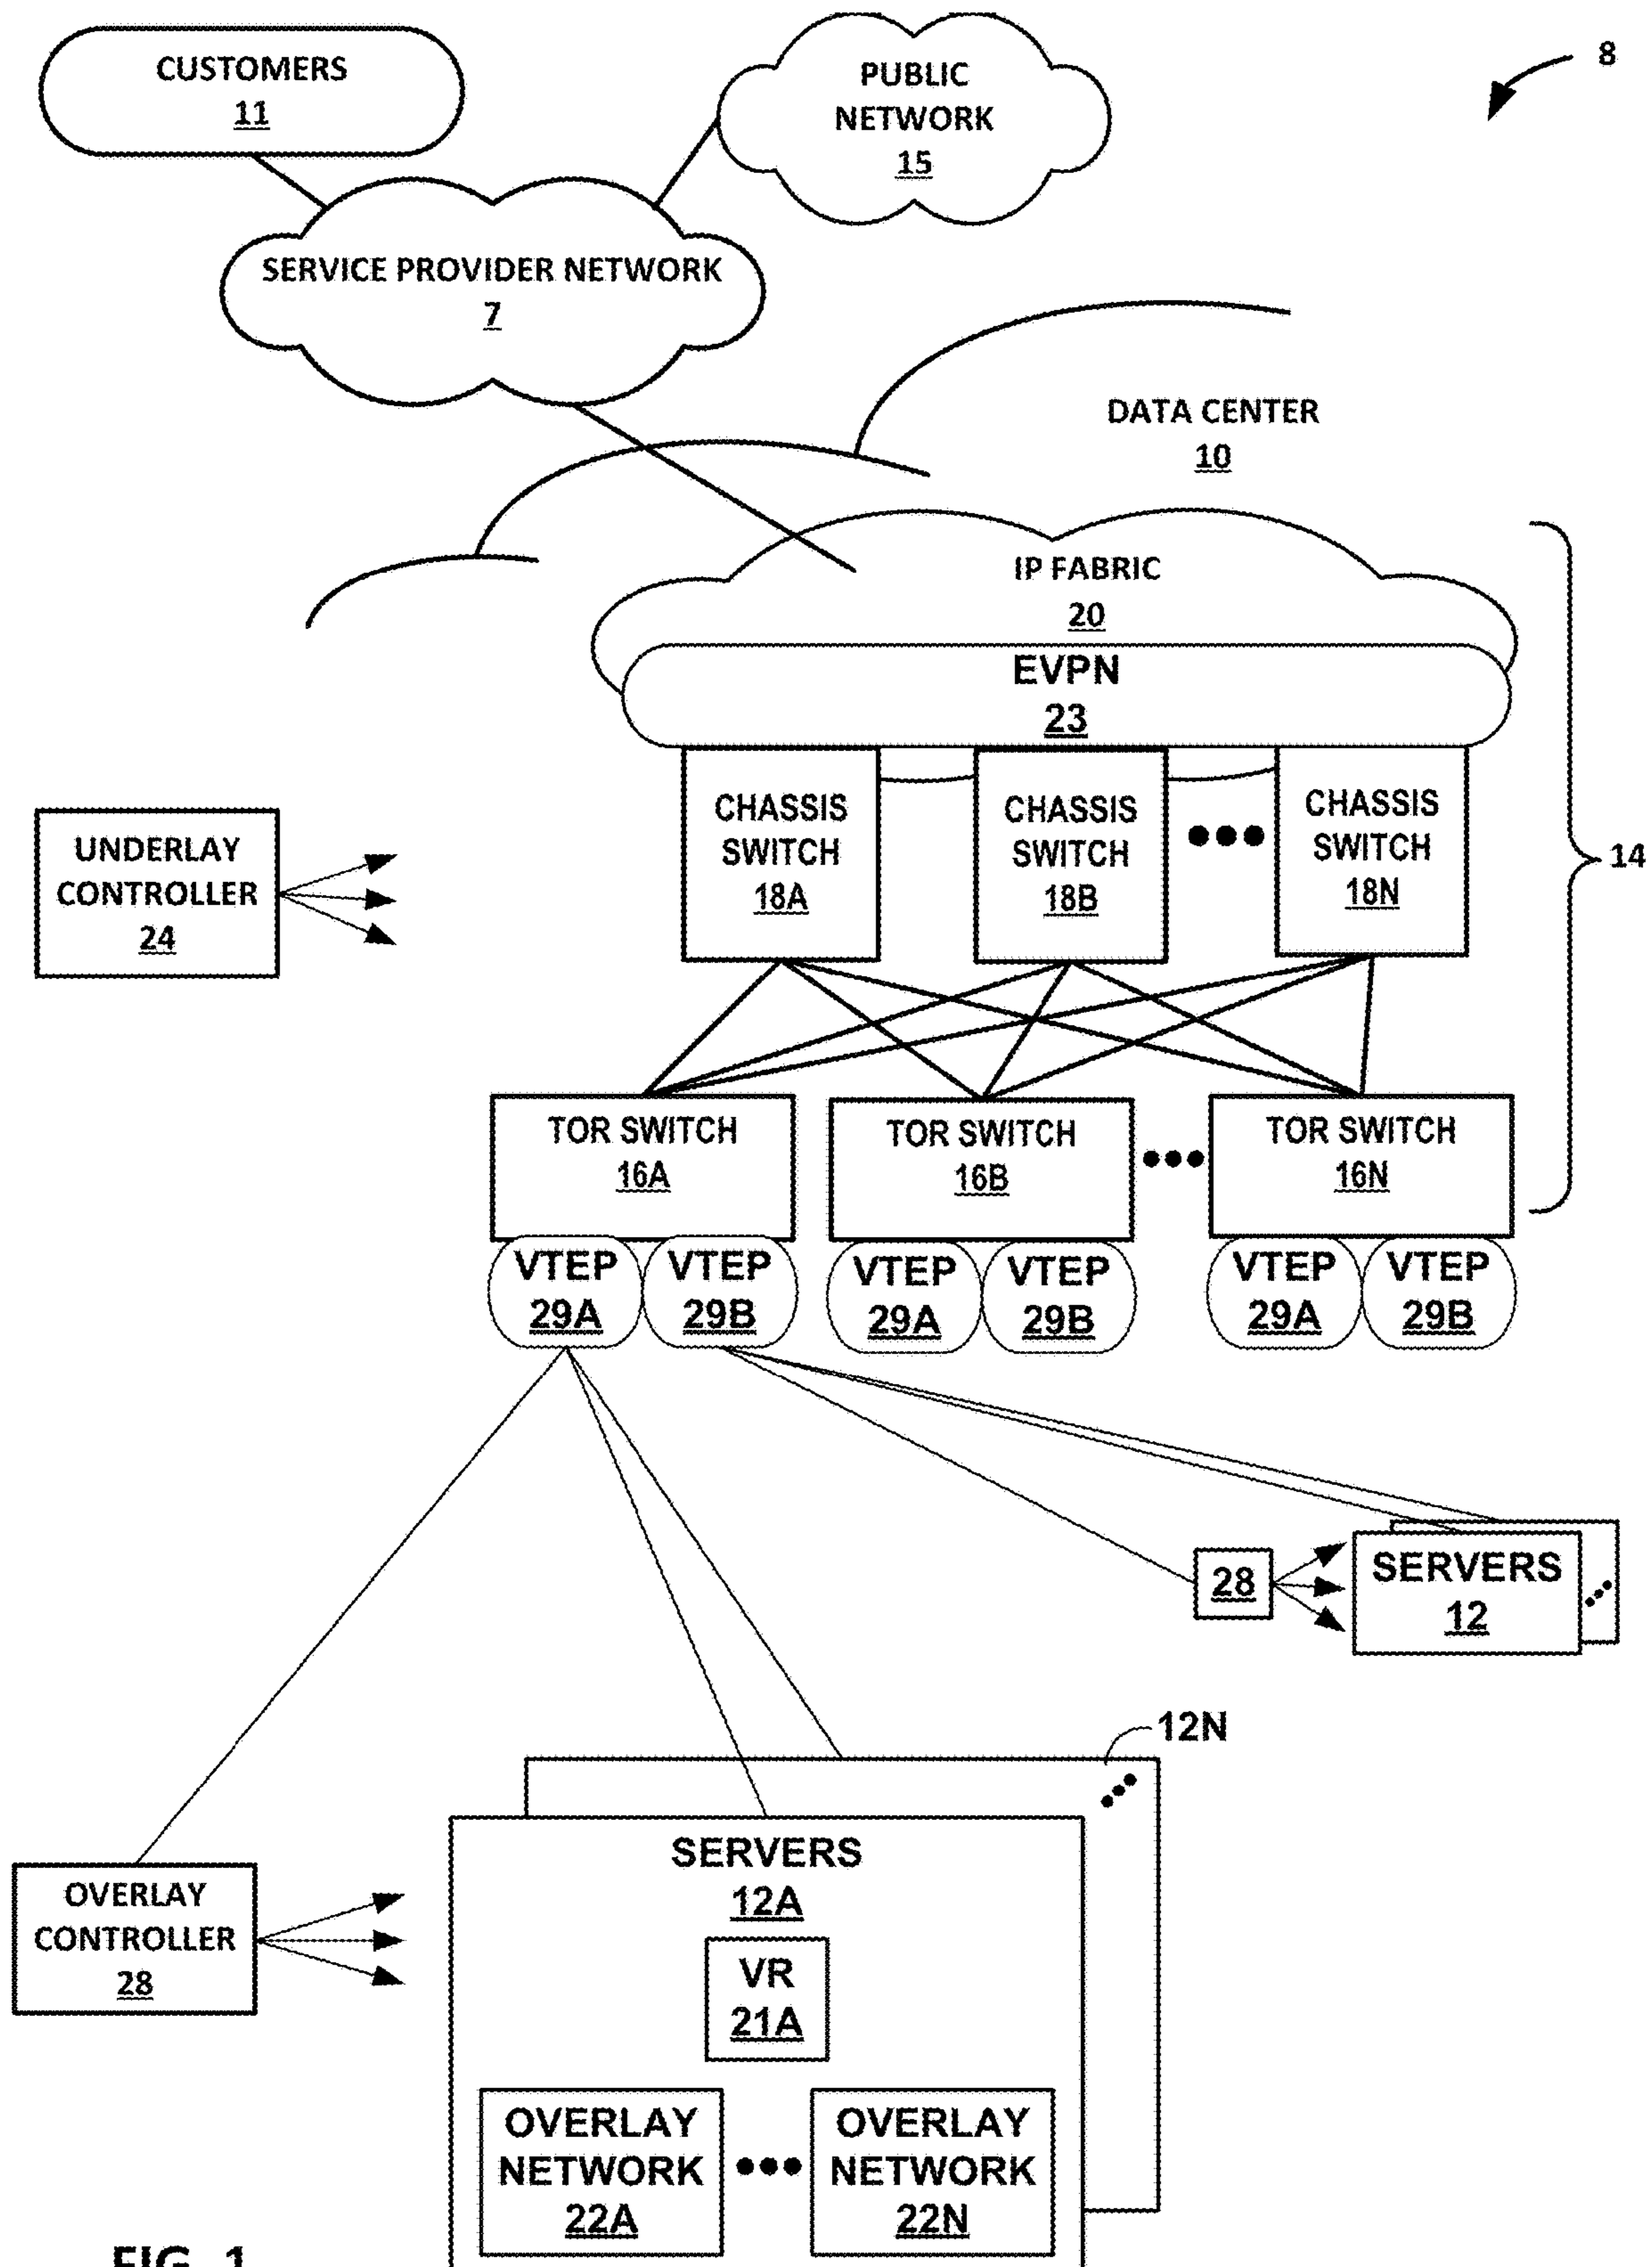 CUSTOMERS
11
PUBLIC
NETWORK
15
8
SERVICE PROVIDER NETWORK
7
DATA CENTER
10
IP FABRIC
20
EVPN
23
14
CHASSIS
SWITCH
18A
CHASSIS
SWITCH
18B
CHASSIS
SWITCH
18N
UNDERLAY
CONTROLLER
24
TOR SWITCH
16A
TOR SWITCH
16B
TOR SWITCH
16N
VTEP
29A
VTEP
29B
VTEP
29A
VTEP
29B
VTEP
29A
VTEP
29B
28
SERVERS
12
12N
SERVERS
12A
OVERLAY
CONTROLLER
28
VR
21A
OVERLAY
NETWORK
22A
OVERLAY
NETWORK
22N
FIG. 1